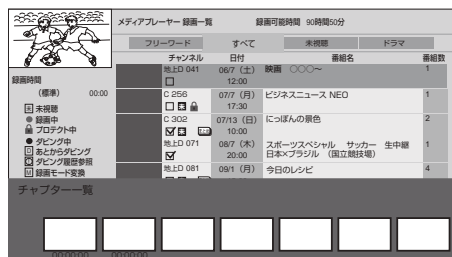 メディアプレーヤー 録画一覧 録画可能時間 90時間50分
フリーワード すべて 未視聴 ドラマ
チャンネル 日付 番組名 番組数
地上D 041 06/7（土） 12:00 映画 ○○○～ 1
C 256 07/7（月） 17:30 ビジネスニュース NEO 1
C 302 07/13（日） 10:00 にっぽんの景色 2
地上D 071 08/7（木） 20:00 スポーツスペシャル サッカー 生中継 1
日本×ブラジル （国立競技場）
地上D 081 09/1（月） 今日のレシピ 4
録画時間
（標準） 00:00
未視聴
録画中
プロテクト中
ダビング中
あとからダビング
ダビング履歴参照
M 録画モード変換
チャプター一覧
00:00:00 00:00:00